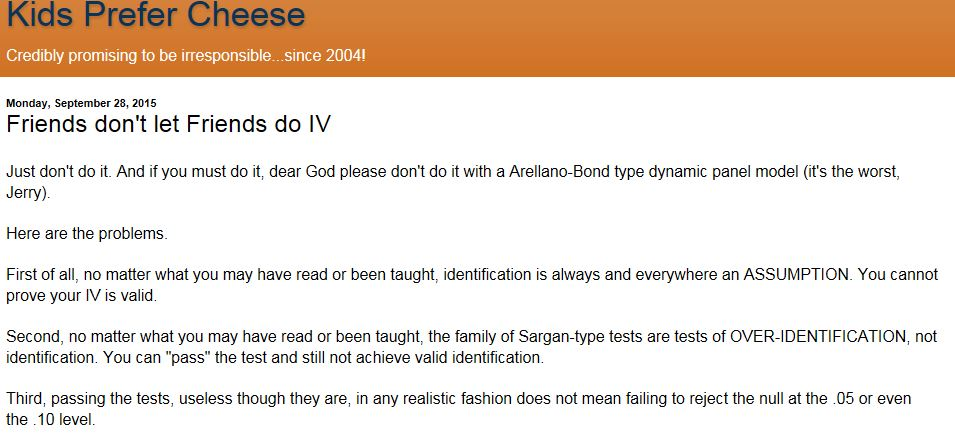 Kids Prefer Cheese
Credibly promising to be irresponsible...since 2004!
Monday, September 28, 2015
Friends don't let Friends do IV
Just don't do it. And if you must do it, dear God please don't do it with a Arellano-Bond type dynamic panel model (it's the worst,
Jerry).
Here are the problems.
First of all, no matter what you may have read or been taught, identification is always and everywhere an ASSUMPTION. You cannot
prove your IV is valid.
Second, no matter what you may have read or been taught, the family of Sargan-type tests are tests of OVER-IDENTIFICATION, not
identification. You can "pass" the test and still not achieve valid identification.
Third, passing the tests, useless though they are, in any realistic fashion does not mean failing to reject the null at the .05 or even
the .10 level.